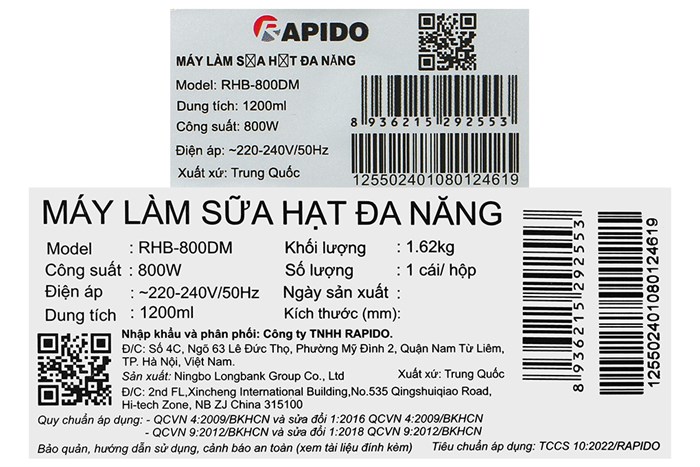 RAPIDO
MÁY LÀM S☒A H☒T ĐA NĂNG
Model: RHB-800DM
Dung tích: 1200ml
Công suất: 800W
Điện áp: ~220-240V/50Hz
Xuất xứ: Trung Quốc
8 936215 292553
12550240108012 4619
MÁY LÀM SỮA HẠT ĐA NĂNG
Model : RHB-800DM Khối lượng : 1.62kg
Công suất : 800W Số lượng : 1 cái/ hộp
Điện áp : ~220-240V/50Hz Ngày sản xuất :
Dung tích : 1200ml Kích thước (mm):
Nhập khẩu và phân phối: Công ty TNHH RAPIDO.
Đ/C: Số 4C, Ngõ 63 Lê Đức Thọ, Phường Mỹ Đình 2, Quận Nam Từ Liêm,
TP. Hà Nội, Việt Nam.
Sản xuất: Ningbo Longbank Group Co., Ltd Xuất xứ: Trung Quốc
Đ/C: 2nd FL,Xincheng International Building,No.535 Qingshuiqiao Road,
Hi-tech Zone, NB ZJ China 315100
Quy chuẩn áp dụng: - QCVN 4:2009/BKHCN và sửa đổi 1:2016 QCVN 4:2009/BKHCN
- QCVN 9:2012/BKHCN và sửa đổi 1:2018 QCVN 9:2012/BKHCN
Bảo quản, hướng dẫn sử dụng, cảnh báo an toàn (xem tài liệu đính kèm) Tiêu chuẩn áp dụng: TCCS 10:2022/RAPIDO
8 936215 292553
12550240108012 4619